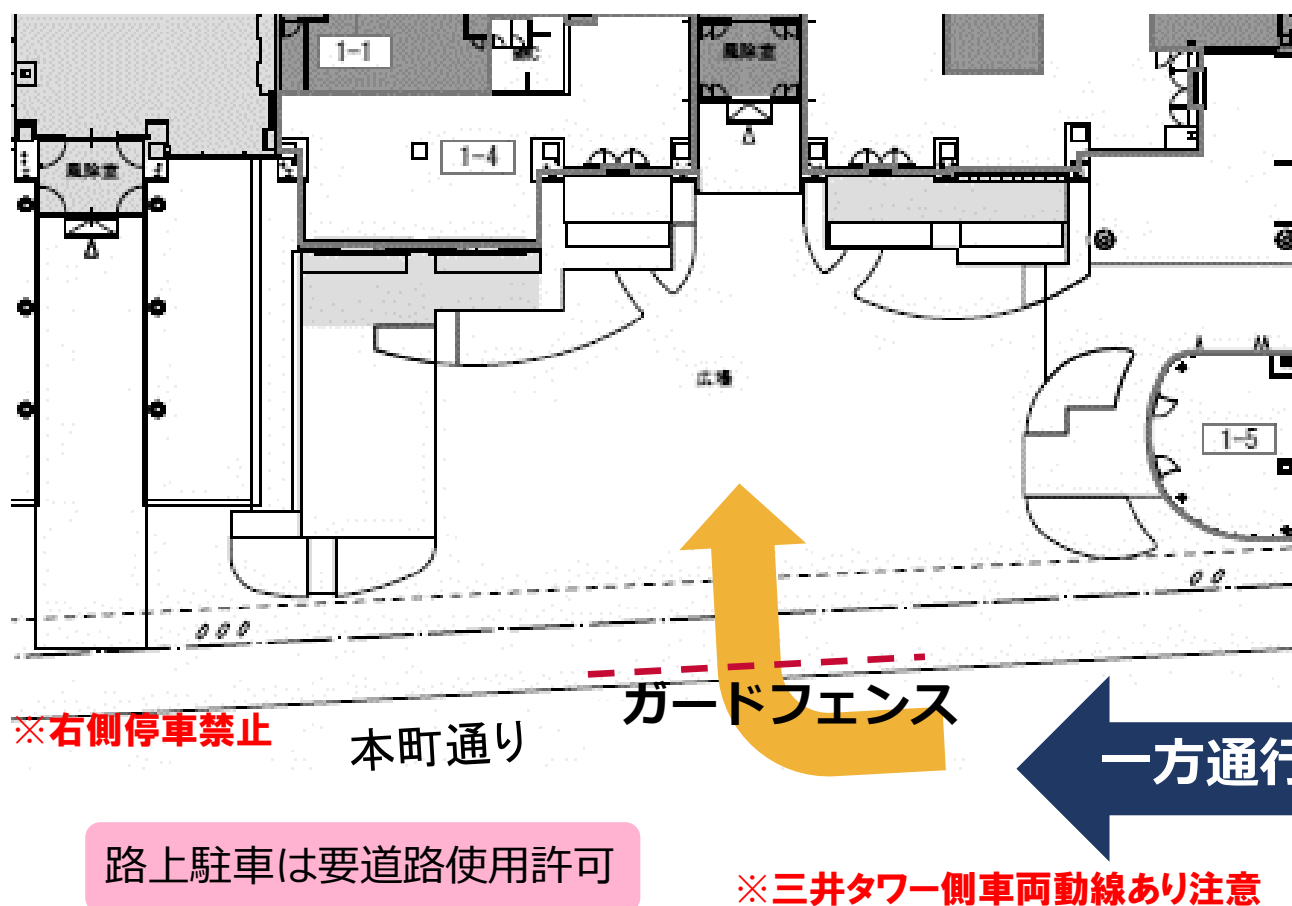 1-1
風除室
1-4
風除室
広場
1-5
ガードフェンス
※右側停車禁止
本町通り
一方通行
路上駐車は要道路使用許可
※三井タワー側車両動線あり注意